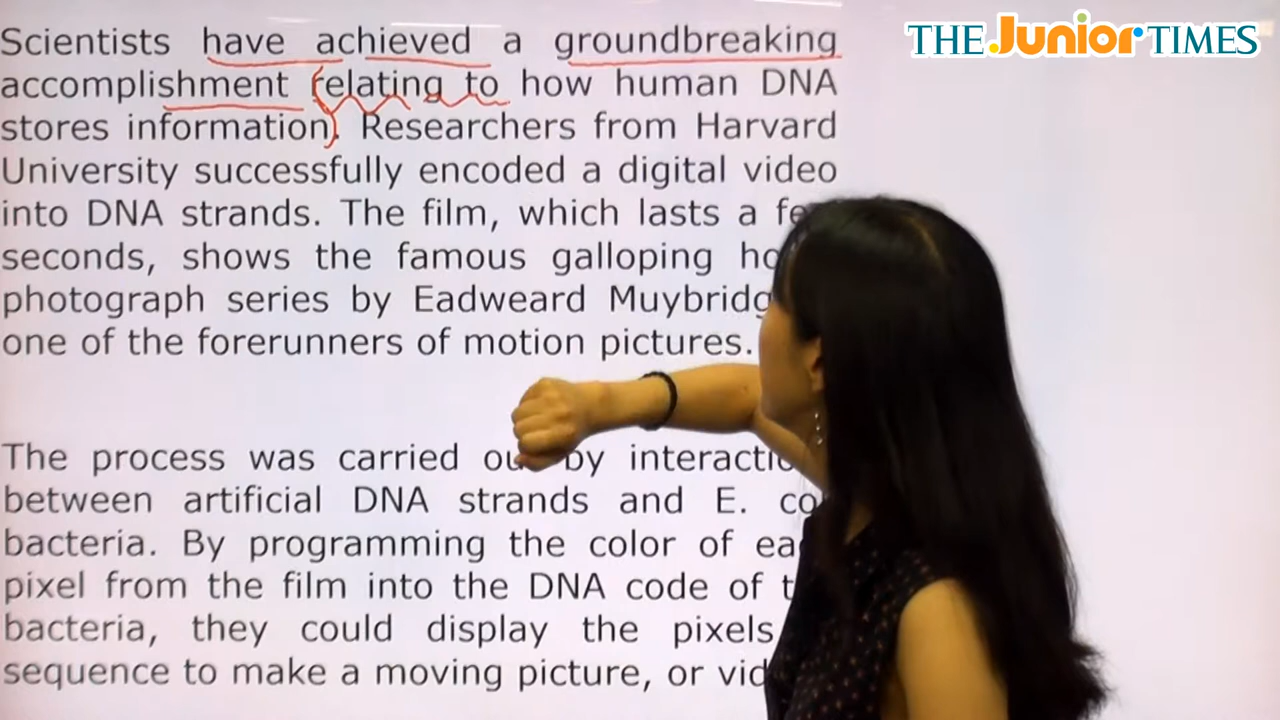 THE Junior TIMES
Scientists have achieved a groundbreaking
accomplishment relating to how human DNA
stores information. Researchers from Harvard
University successfully encoded a digital video
into DNA strands. The film, which lasts a
seconds, shows the famous galloping
photograph series by Eadweard
one of the forerunners of motion pictures.
The process was carried by
between artificial DNA strands and E.
bacteria. By programming the color of
pixel from the film into the DNA code of
bacteria, they could display the pixels
sequence to make a moving picture, or